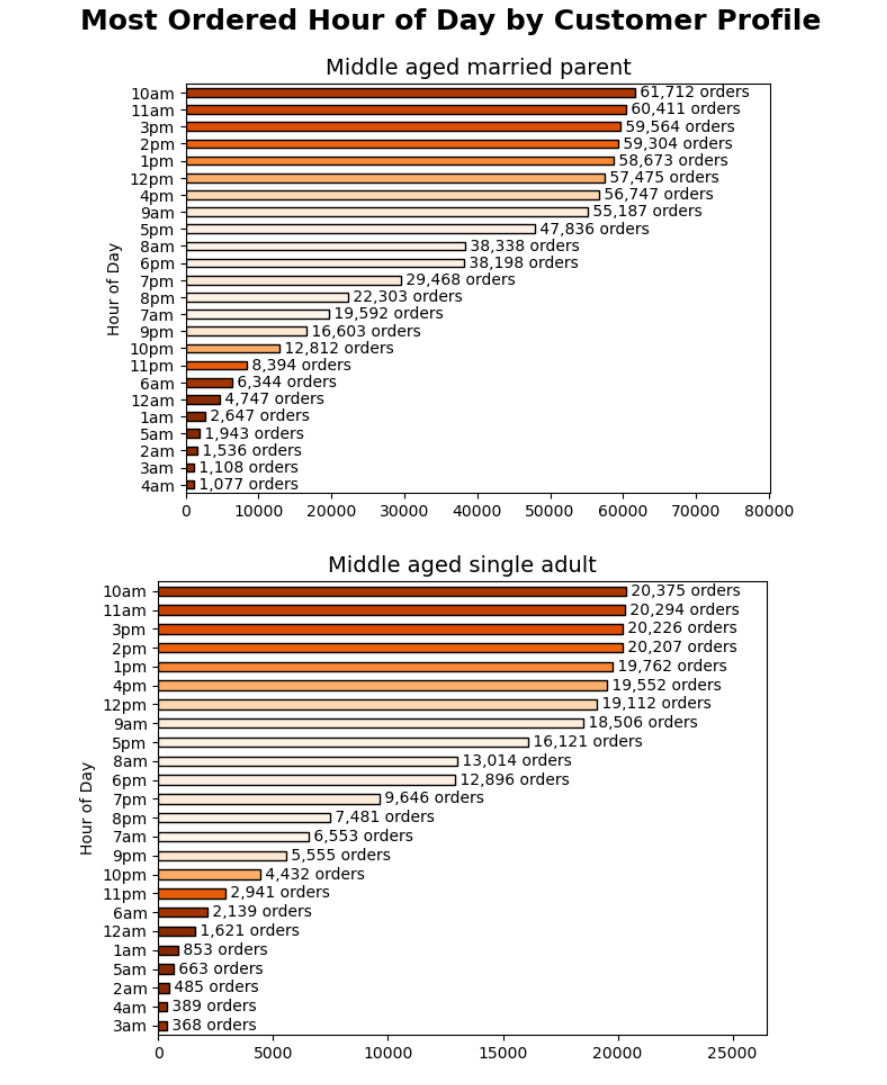 Most Ordered Hour of Day by Customer Profile
Middle aged married parent
10am 61,712 orders
11am 60,411 orders
3pm 59,564 orders
2pm 59,304 orders
1pm 58,673 orders
12pm 57,475 orders
4pm 56,747 orders
9am 55,187 orders
5pm 47,836 orders
8am 38,338 orders
6pm 38,198 orders
7pm 29,468 orders
8pm 22,303 orders
7am 19,592 orders
9pm 16,603 orders
10pm 12,812 orders
11pm 8,394 orders
6am 6,344 orders
12am 4,747 orders
1am 2,647 orders
5am 1,943 orders
2am 1,536 orders
3am 1,108 orders
4am 1,077 orders
Hour of Day
0 10000 20000 30000 40000 50000 60000 70000 80000
Middle aged single adult
10am 20,375 orders
11am 20,294 orders
3pm 20,226 orders
2pm 20,207 orders
1pm 19,762 orders
4pm 19,552 orders
12pm 19,112 orders
9am 18,506 orders
5pm 16,121 orders
8am 13,014 orders
6pm 12,896 orders
7pm 9,646 orders
8pm 7,481 orders
7am 6,553 orders
9pm 5,555 orders
10pm 4,432 orders
11pm 2,941 orders
6am 2,139 orders
12am 1,621 orders
1am 853 orders
5am 663 orders
2am 485 orders
4am 389 orders
3am 368 orders
Hour of Day
0 5000 10000 15000 20000 25000